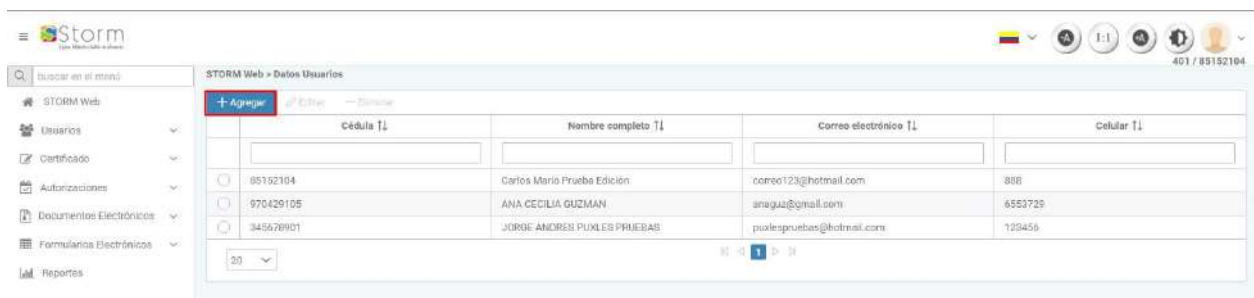 Storm
-A
1:1
401 / 85152104
buscar en el menú
STORM Web » Datos Usuarios
STORM Web
Usuarios
Certificado
Autorizaciones
Documentos Electrónicos
Formularios Electrónicos
Reportes
+ Agregar Editar — Eliminar
Cédula Nombre completo Correo electrónico Celular
85152104 Carlos Mario Prueba Edición correo123@hotmail.com 888
970429105 ANA CECILIA GUZMAN anaguz@gmail.com 6553729
345678901 JORGE ANDRES PUXLES PRUEBAS puxlespruebas@hotmail.com 123456
20
1